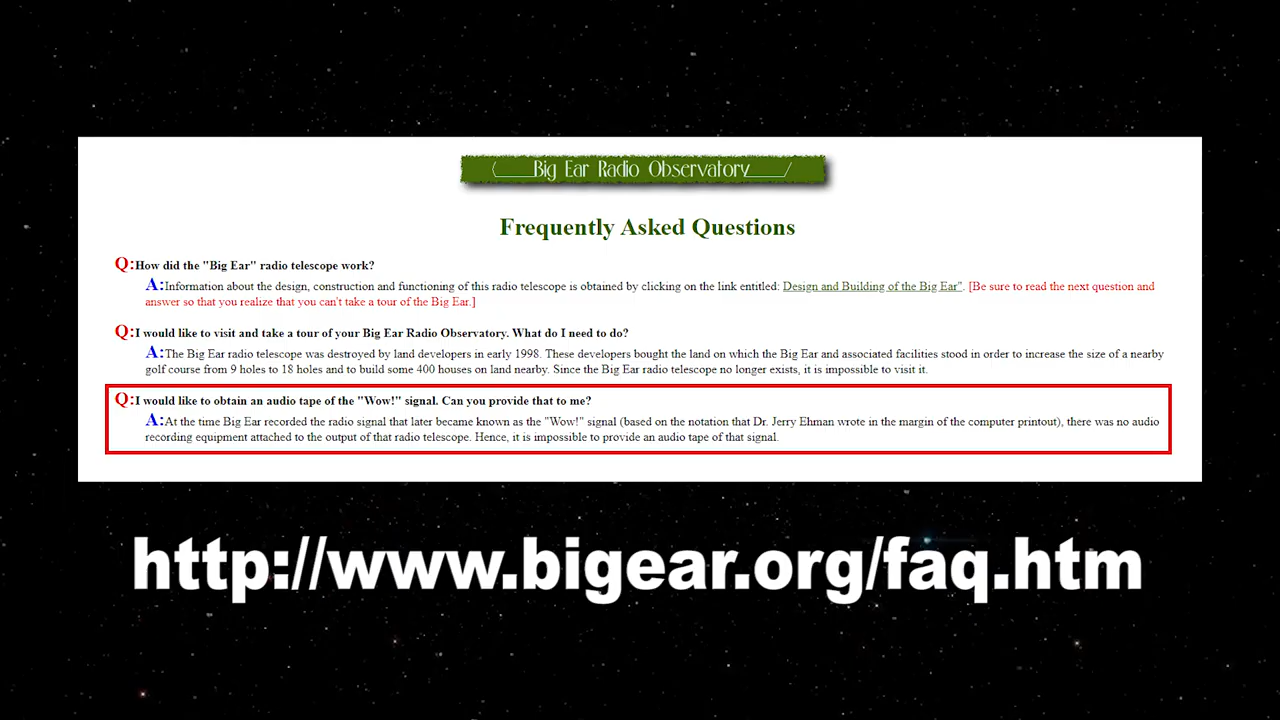 Big Ear Radio Observatory
Frequently Asked Questions
Q:How did the "Big Ear" radio telescope work?
A:Information about the design, construction and functioning of this radio telescope is obtained by clicking on the link entitled: Design and Building of the Big Ear". [Be sure to read the next question and
answer so that you realize that you can't take a tour of the Big Ear.]
Q:I would like to visit and take a tour of your Big Ear Radio Observatory. What do I need to do?
A:The Big Ear radio telescope was destroyed by land developers in early 1998. These developers bought the land on which the Big Ear and associated facilities stood in order to increase the size of a nearby
golf course from 9 holes to 18 holes and to build some 400 houses on land nearby. Since the Big Ear radio telescope no longer exists, it is impossible to visit it.
Q:I would like to obtain an audio tape of the "Wow!" signal. Can you provide that to me?
A:At the time Big Ear recorded the radio signal that later became known as the "Wow!" signal (based on the notation that Dr. Jerry Ehman wrote in the margin of the computer printout), there was no audio
recording equipment attached to the output of that radio telescope. Hence, it is impossible to provide an audio tape of that signal.
http://www.bigear.org/faq.htm